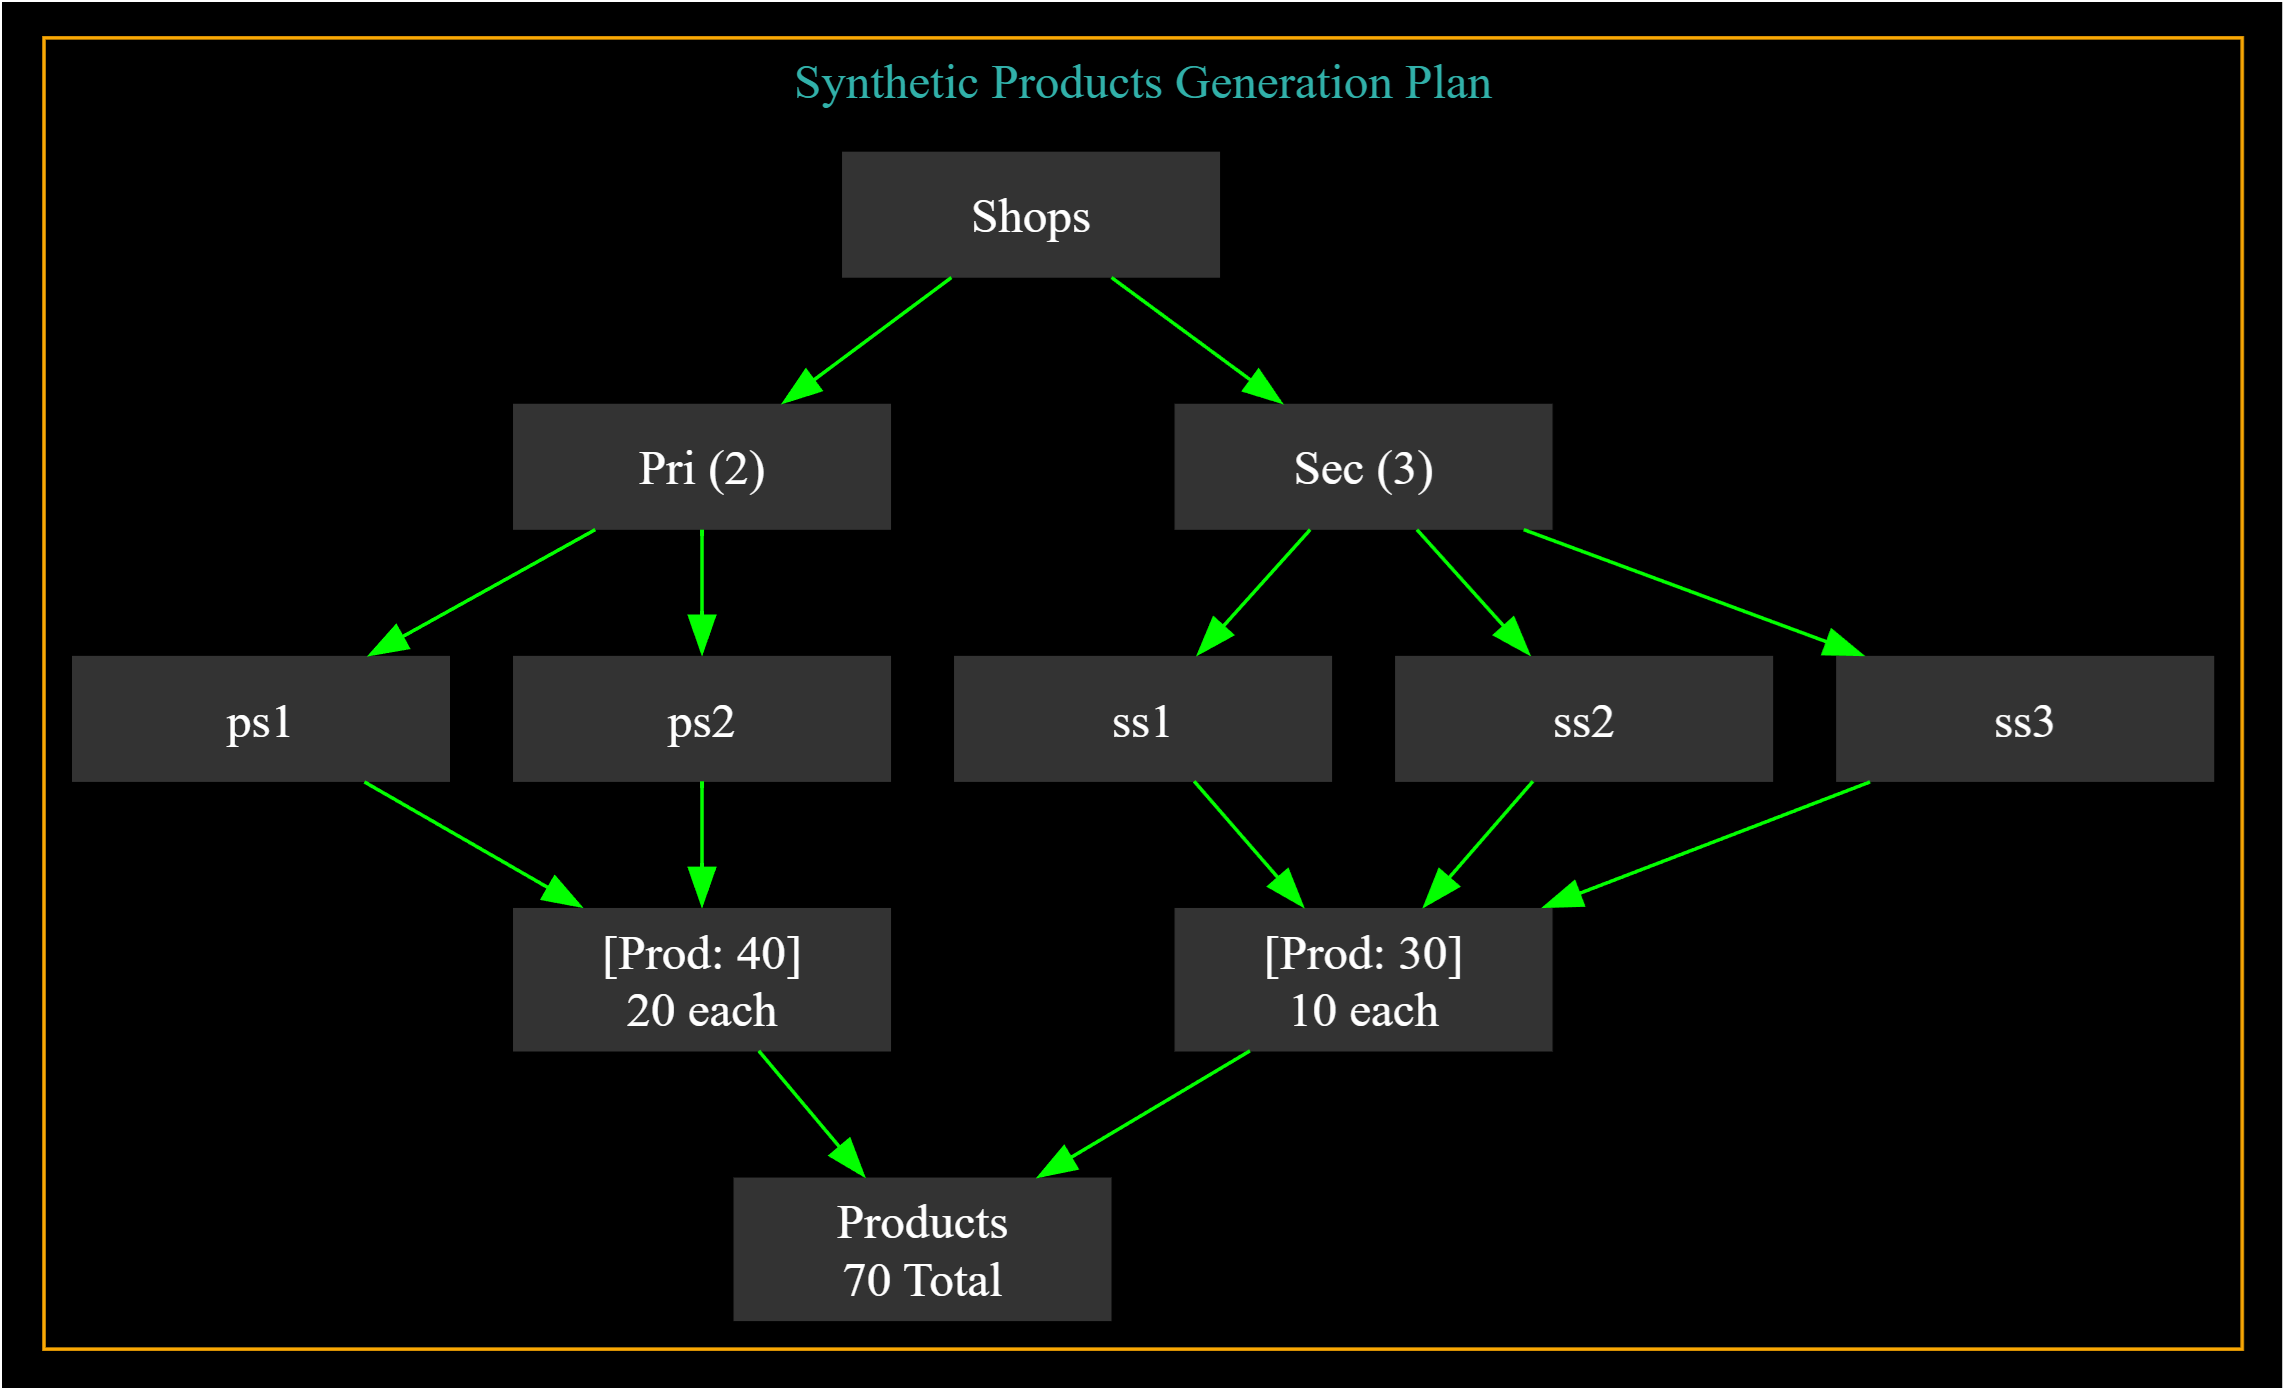 Synthetic Products Generation Plan
Shops
Pri (2)
Sec (3)
ps1
ps2
ss1
ss2
ss3
[Prod: 40]
20 each
[Prod: 30]
10 each
Products
70 Total